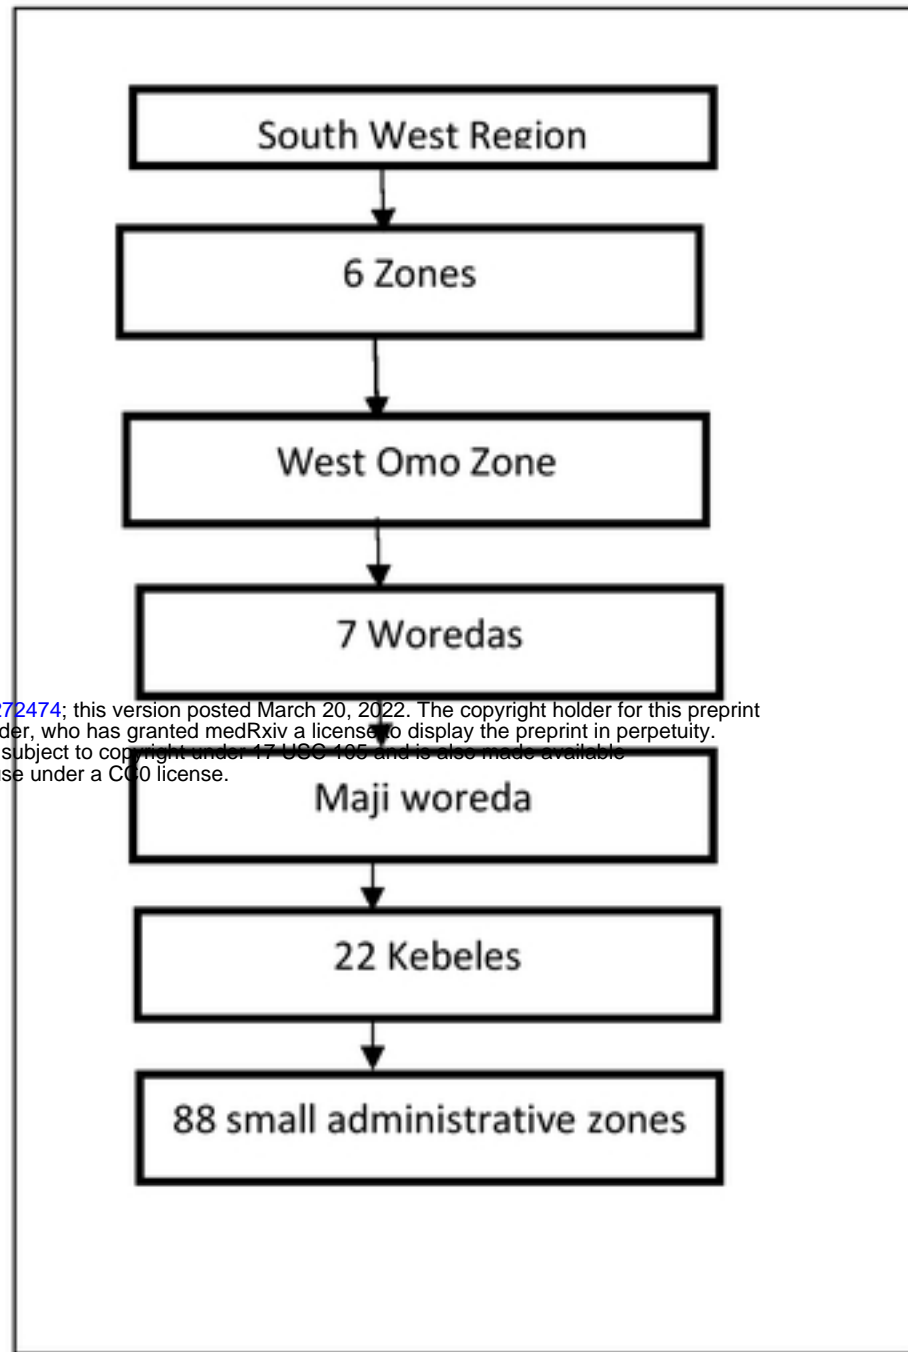 South West Region
6 Zones
West Omo Zone
7 Woredas
272474; this version posted March 20, 2022. The copyright holder for this preprint
der, who has granted medRxiv a license to display the preprint in perpetuity.
subject to copyright under 17 USC 105 and is also made available
se under a CC0 license.
Maji woreda
22 Kebeles
88 small administrative zones